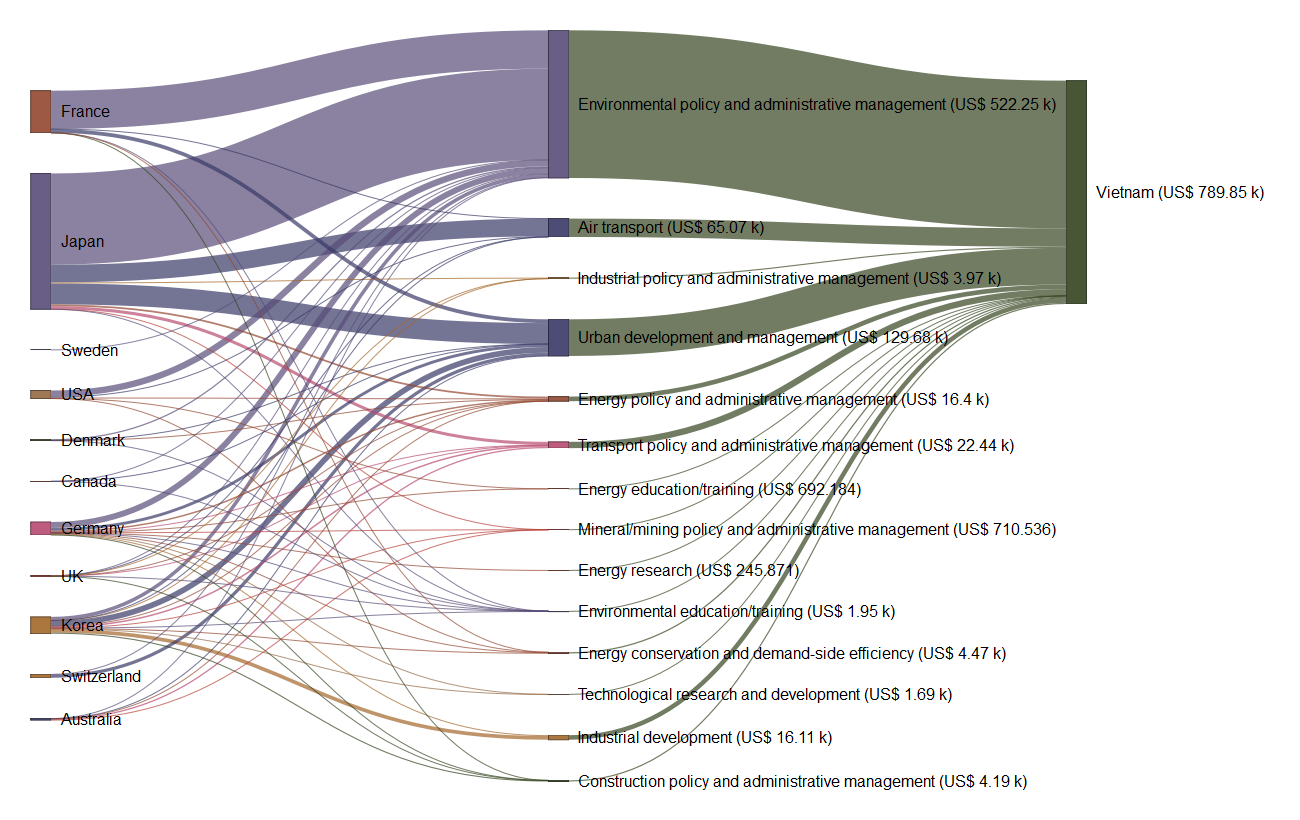 France
Japan
Sweden
USA
Denmark
Canada
Germany
UK
Korea
Switzerland
Australia
Environmental policy and administrative management (US$ 522.25 k)
Air transport (US$ 65.07 k)
Industrial policy and administrative management (US$ 3.97 k)
Urban development and management (US$ 129.68 k)
Energy policy and administrative management (US$ 16.4 k)
Transport policy and administrative management (US$ 22.44 k)
Energy education/training (US$ 692.184)
Mineral/mining policy and administrative management (US$ 710.536)
Energy research (US$ 245.871)
Environmental education/training (US$ 1.95 k)
Energy conservation and demand-side efficiency (US$ 4.47 k)
Technological research and development (US$ 1.69 k)
Industrial development (US$ 16.11 k)
Construction policy and administrative management (US$ 4.19 k)
Vietnam (US$ 789.85 k)